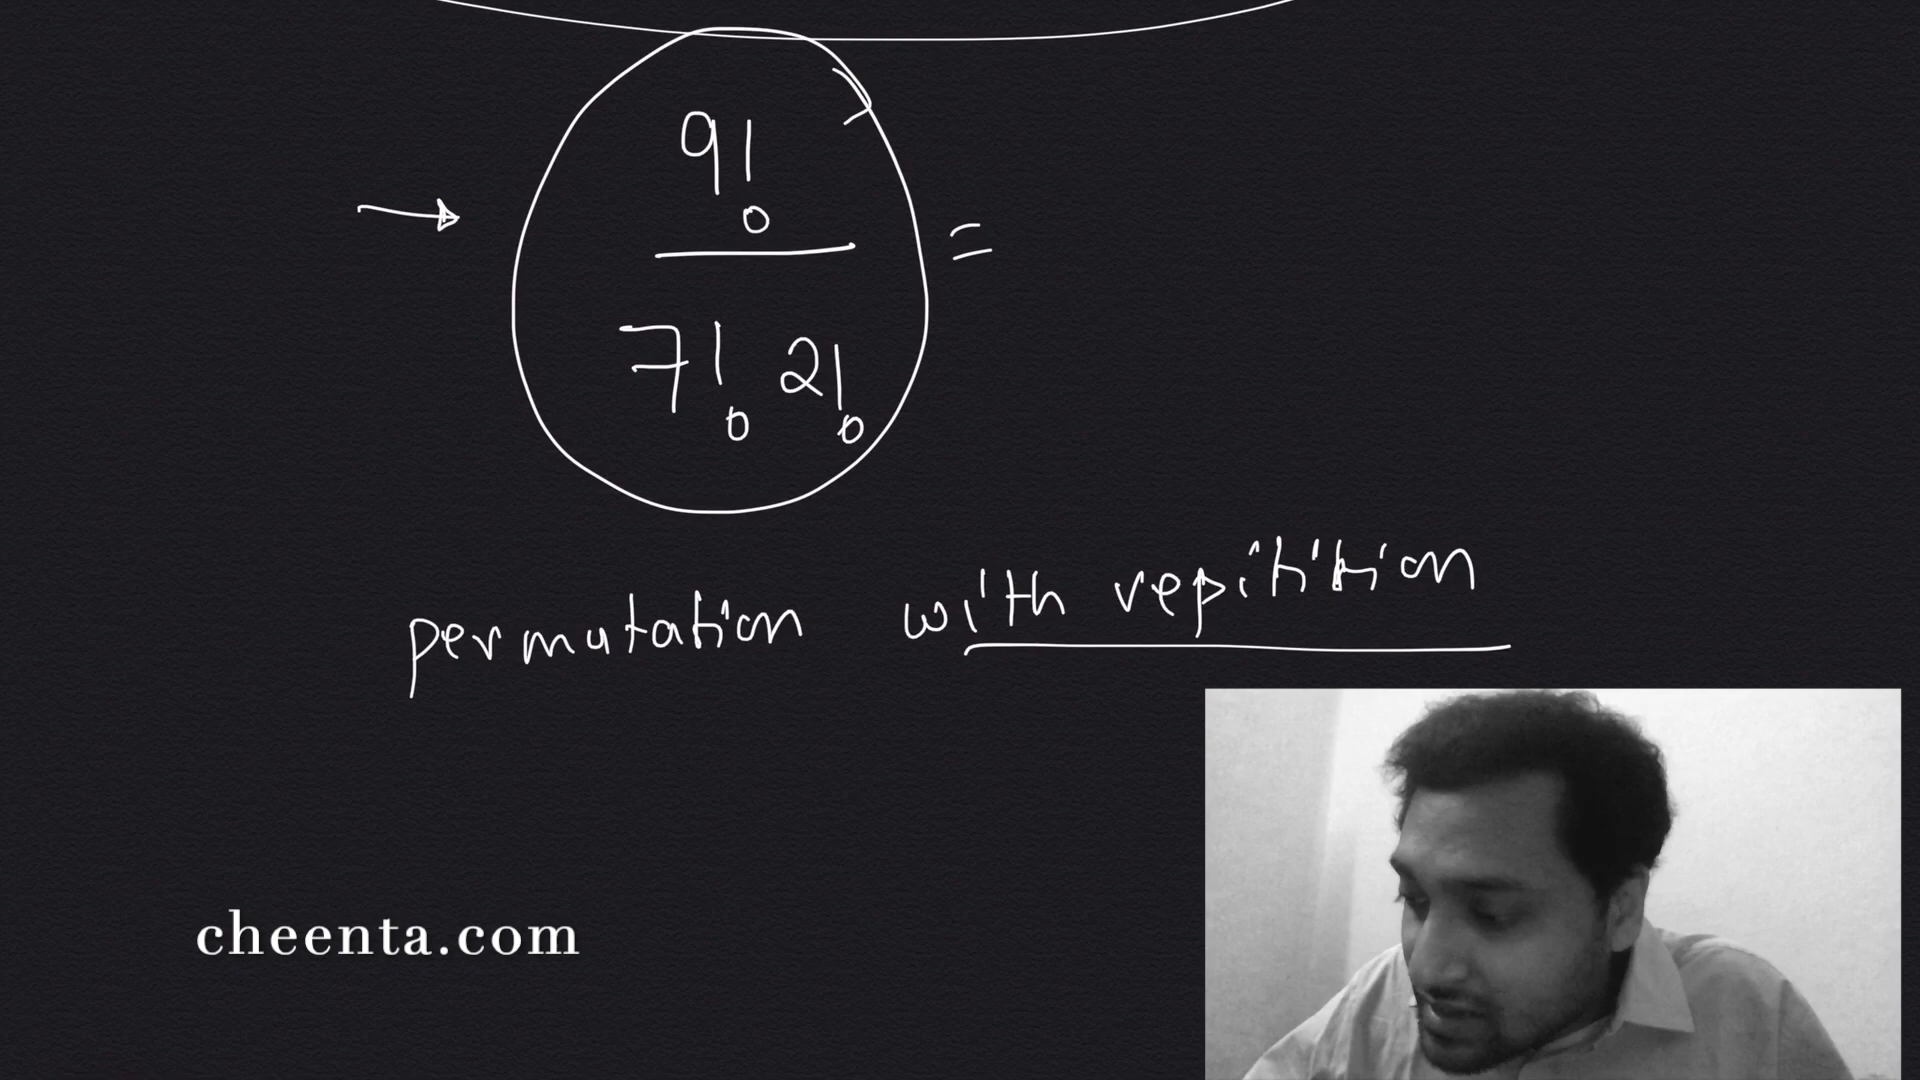 9!
7! 2!
=
permutation with repitition
cheenta.com